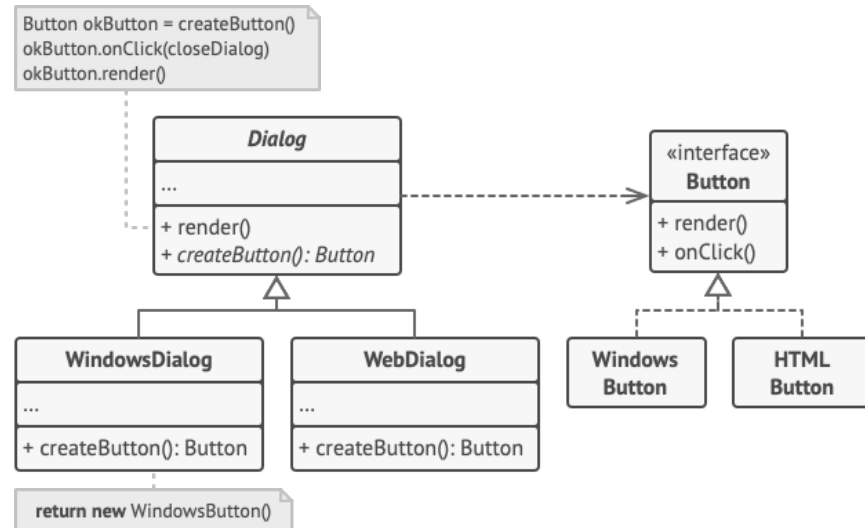 Button okButton = createButton()
okButton.onClick(closeDialog)
okButton.render()
Dialog
...
+ render()
+ createButton(): Button
«interface»
Button
+ render()
+ onClick()
WindowsDialog
...
+ createButton(): Button
WebDialog
...
+ createButton(): Button
Windows
Button
HTML
Button
return new WindowsButton()